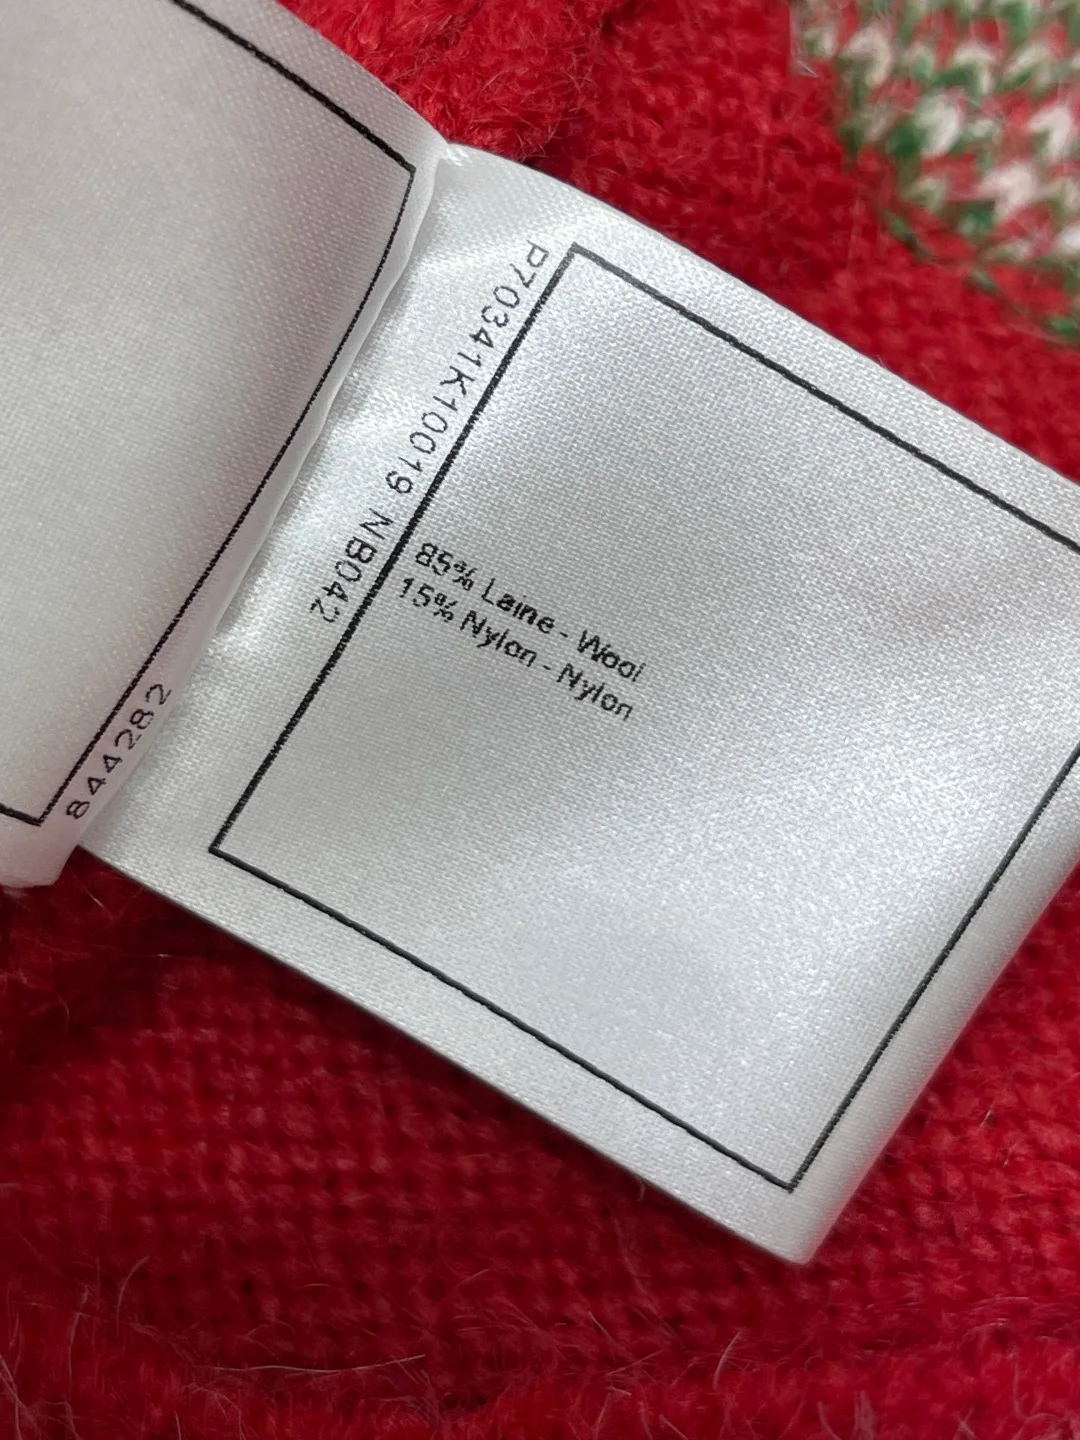 P70341K10019 NB042
85% Laine - Wool
15% Nylon - Nylon
844282